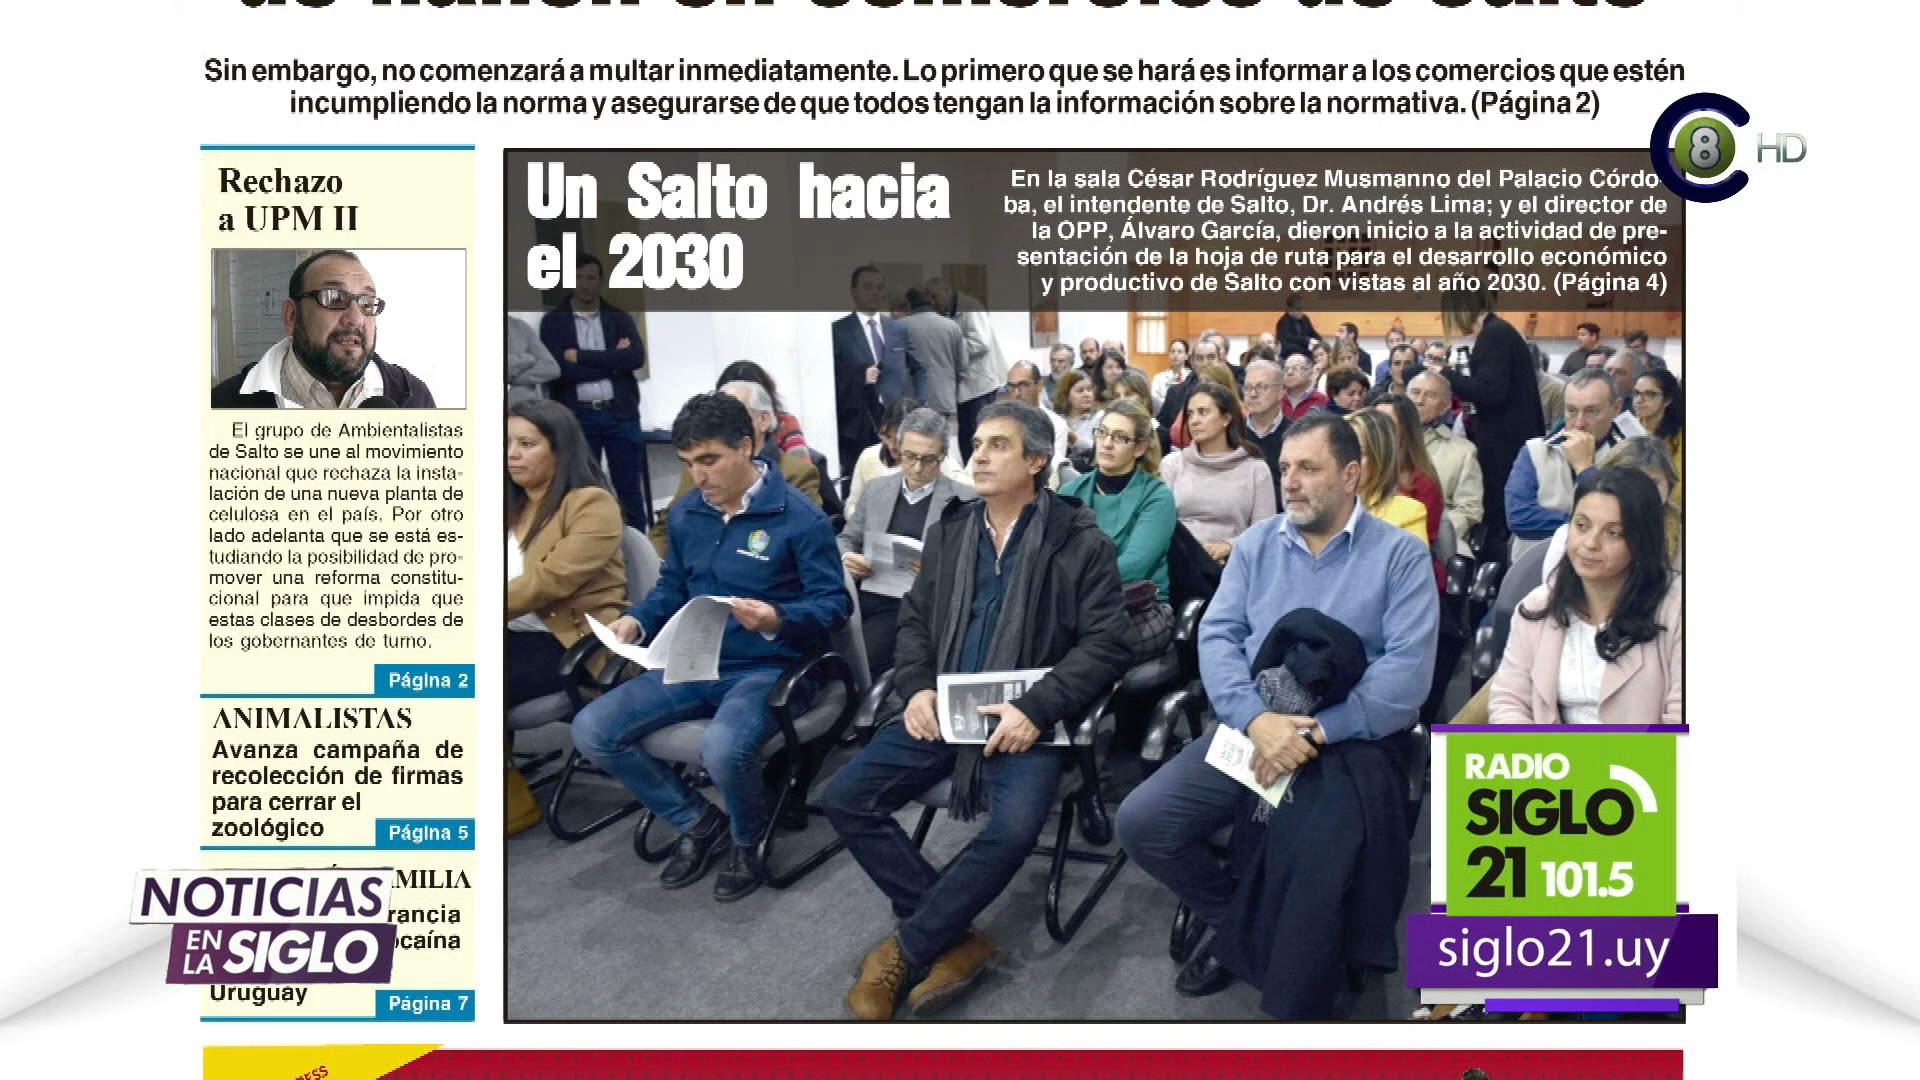 Sin embargo, no comenzará a multar inmediatamente. Lo primero que se hará es informar a los comercios que estén
incumpliendo la norma y asegurarse de que todos tengan la información sobre la normativa. (Página 2)
8 HD
Rechazo
a UPM II
El grupo de Ambientalistas
de Salto se une al movimiento
nacional que rechaza la insta-
lación de una nueva planta de
celulosa en el país. Por otro
lado adelanta que se está es-
tudiando la posibilidad de pro-
mover una reforma constitu-
cional para que impida que
estas clases de desbordes de
los gobernantes de turno.
Página 2
ANIMALISTAS
Avanza campaña de
recolección de firmas
para cerrar el
zoológico
Página 5
Uruguay
Página 7
Un Salto hacia
el 2030
En la sala César Rodríguez Musmanno del Palacio Córdo-
ba, el intendente de Salto, Dr. Andrés Lima; y el director de
la OPP, Álvaro García, dieron inicio a la actividad de pre-
sentación de la hoja de ruta para el desarrollo económico
y productivo de Salto con vistas al año 2030. (Página 4)
NOTICIAS
EN LA SIGLO
RADIO
SIGLO
21 101.5
siglo21.uy